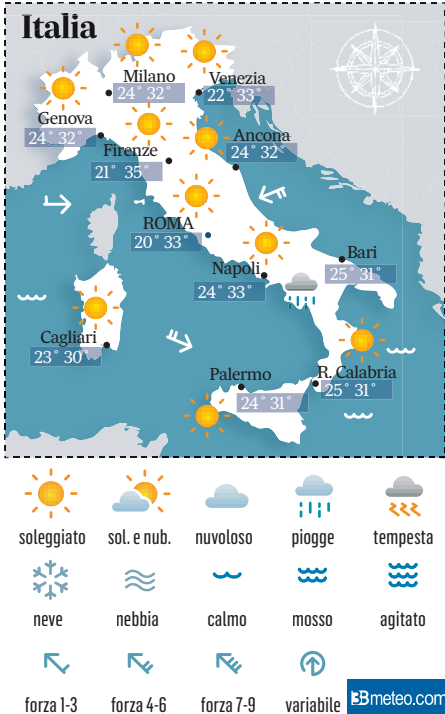 Italia
Milano
24° 32°
Venezia
22° 33°
Genova
24° 32°
Firenze
21° 35°
Ancona
24° 32°
ROMA
20° 33°
Bari
25° 31°
Napoli
24° 33°
Cagliari
23° 30°
Palermo
24° 31°
R. Calabria
25° 31°
soleggiato sol. e nub. nuvoloso piogge tempesta
neve nebbia calmo mosso agitato
forza 1-3 forza 4-6 forza 7-9 variabile
3Bmeteo.com